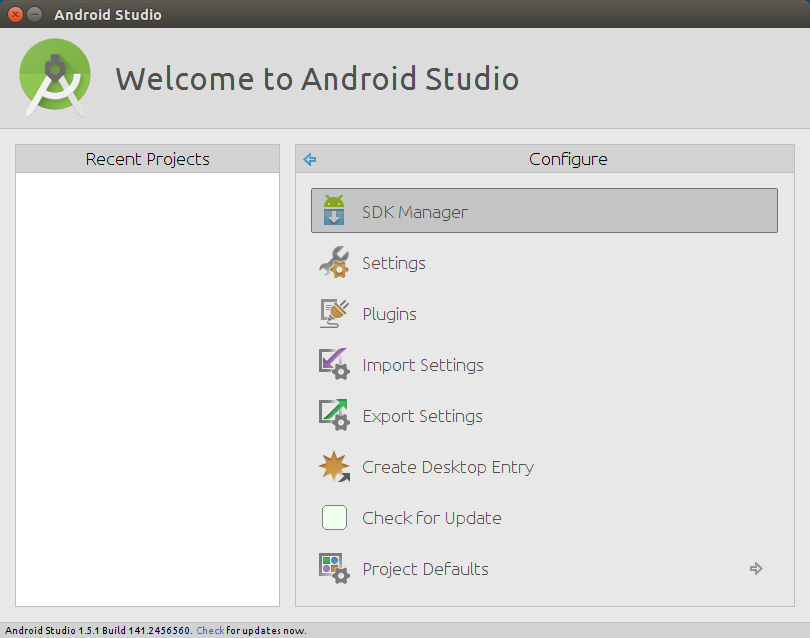 Android Studio
Welcome to Android Studio
Recent Projects
Configure
SDK Manager
Settings
Plugins
Import Settings
Export Settings
Create Desktop Entry
Check for Update
Project Defaults
Android Studio 1.5.1 Build 141.2456560. Check for updates now.